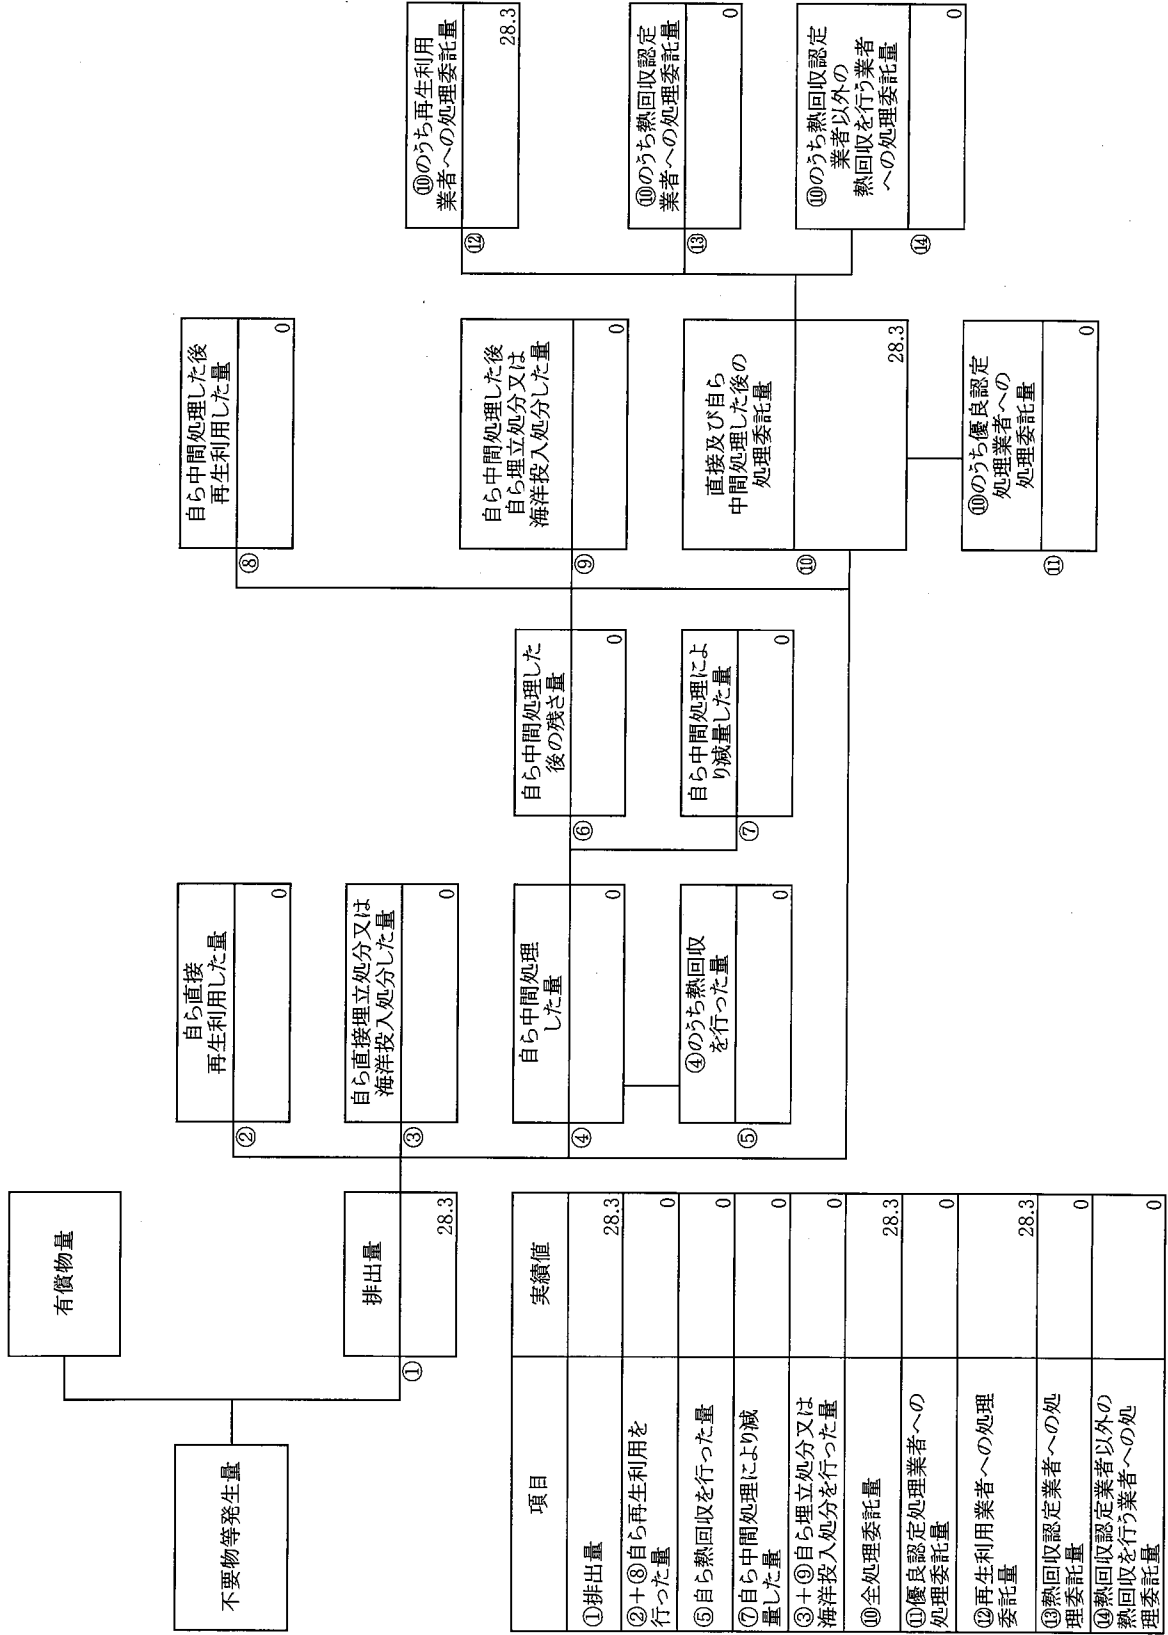 不要物等発生量
有償物量
①
排出量
28.3
②
自ら直接
再生利用した量
0
③
自ら直接埋立処分又は
海洋投入処分した量
0
④
自ら中間処理
した量
0
⑤
④のうち熱回収
を行った量
0
⑥
自ら中間処理した
後の残さ量
0
⑦
自ら中間処理によ
り減量した量
0
⑧
自ら中間処理した後
再生利用した量
0
⑨
自ら中間処理した後
自ら埋立処分又は
海洋投入処分した量
0
⑩
直接及び自ら
中間処理した後の
処理委託量
28.3
⑪
⑩のうち優良認定
処理業者への
処理委託量
0
⑫
⑩のうち再生利用
業者への処理委託量
28.3
⑬
⑩のうち熱回収認定
業者への処理委託量
0
⑭
⑩のうち熱回収認定
業者以外の
熱回収を行う業者
への処理委託量
0
項目 実績値
①排出量 28.3
②+⑧自ら再生利用を
行った量 0
⑤自ら熱回収を行った量 0
⑦自ら中間処理により減
量した量 0
③+⑨自ら埋立処分又は
海洋投入処分を行った量 0
⑩全処理委託量 28.3
⑪優良認定処理業者への
処理委託量 0
⑫再生利用業者への処理
委託量 28.3
⑬熱回収認定業者への処
理委託量 0
⑭熱回収認定業者以外の
熱回収を行う業者への処
理委託量 0